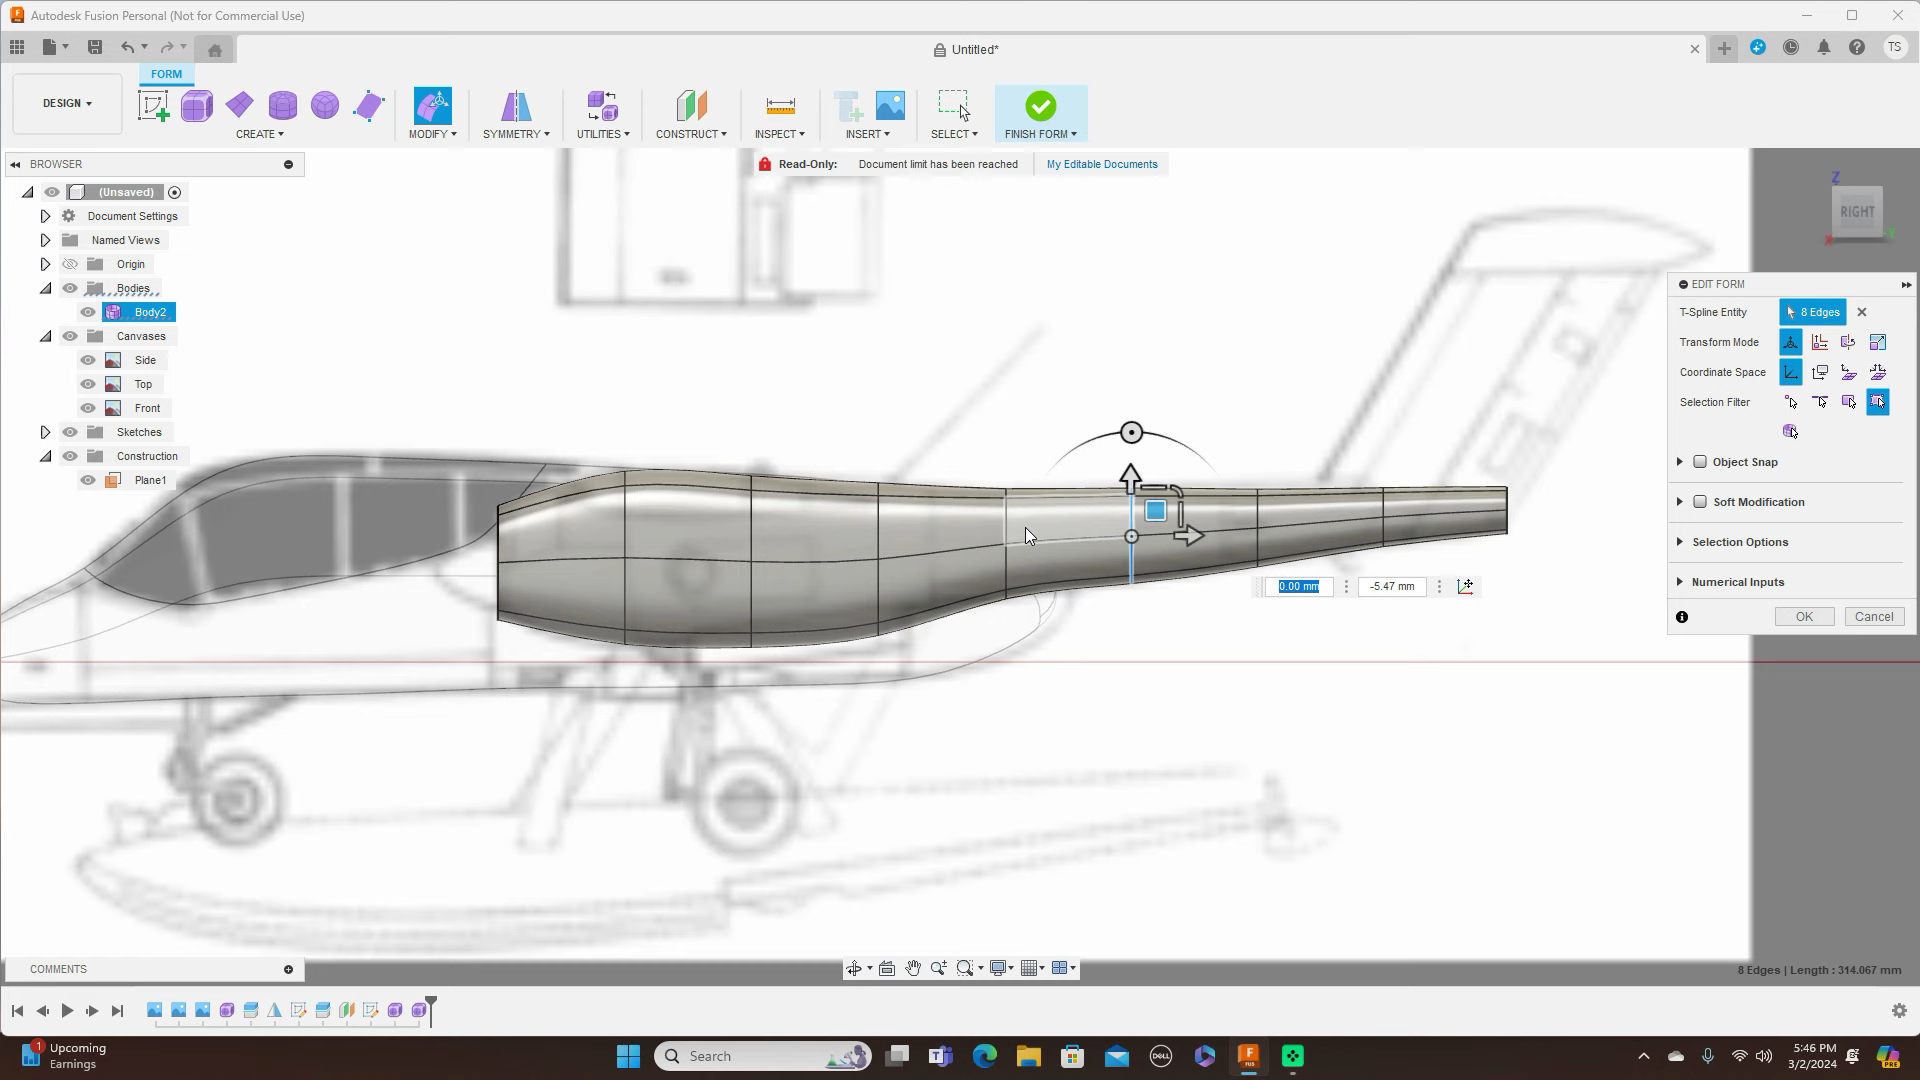 Autodesk Fusion Personal (Not for Commercial Use)
Untitled*
TS
DESIGN
FORM
CREATE
MODIFY
SYMMETRY
UTILITIES
CONSTRUCT
INSPECT
INSERT
SELECT
FINISH FORM
BROWSER
Read-Only:
Document limit has been reached
My Editable Documents
(Unsaved)
Document Settings
Named Views
Origin
Bodies
Body2
Canvases
Side
Top
Front
Sketches
Construction
Plane1
Z
RIGHT
X
Y
EDIT FORM
T-Spline Entity
8 Edges
Transform Mode
Coordinate Space
Selection Filter
Object Snap
Soft Modification
Selection Options
Numerical Inputs
OK
Cancel
0.00 mm
-5.47 mm
COMMENTS
8 Edges | Length : 314.067 mm
1
Upcoming
Earnings
Search
DELL
F
FUS
5:46 PM
3/2/2024
PRE